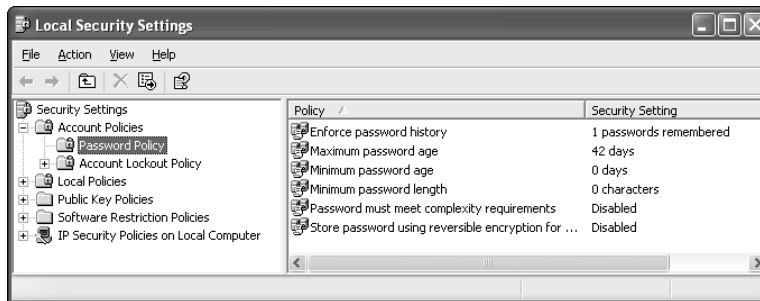 Local Security Settings
File Action View Help
Security Settings
Account Policies
Password Policy
Account Lockout Policy
Local Policies
Public Key Policies
Software Restriction Policies
IP Security Policies on Local Computer
Policy Security Setting
Enforce password history 1 passwords remembered
Maximum password age 42 days
Minimum password age 0 days
Minimum password length 0 characters
Password must meet complexity requirements Disabled
Store password using reversible encryption for ... Disabled